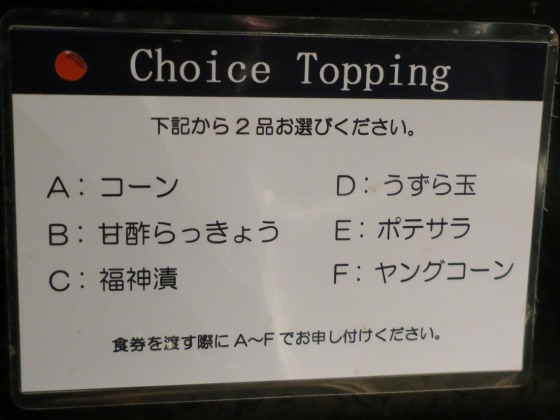 Choice Topping
下記から2品お選びください。
A：コーン
B：甘酢らっきょう
C：福神漬
D：うずら玉
E：ポテサラ
F：ヤングコーン
食券を渡す際にA～Fでお申し付けください。